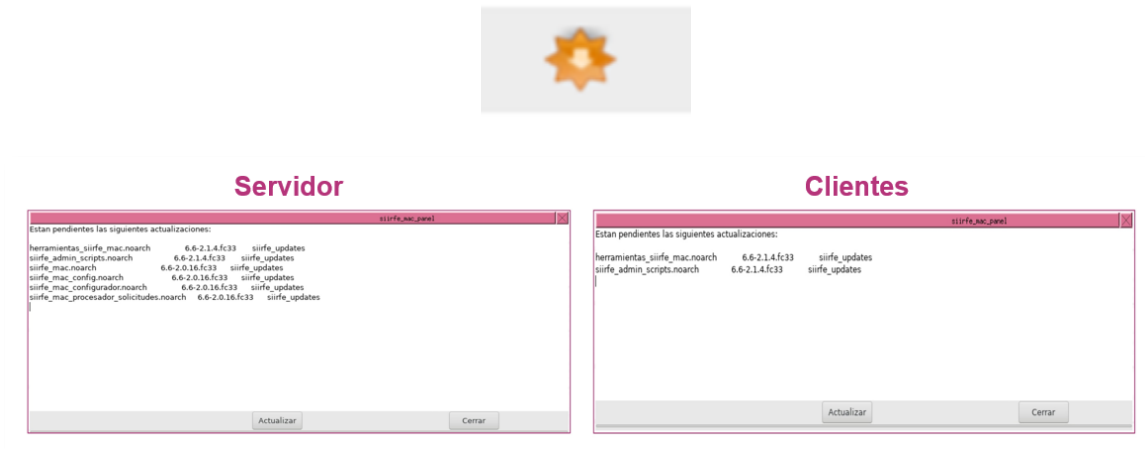 Servidor
siirfe_mac_panel
Estan pendientes las siguientes actualizaciones:
herramientas_siirfe_mac.noarch 6.6-2.1.4.fc33 siirfe_updates
siirfe_admin_scripts.noarch 6.6-2.1.4.fc33 siirfe_updates
siirfe_mac.noarch 6.6-2.0.16.fc33 siirfe_updates
siirfe_mac_config.noarch 6.6-2.0.16.fc33 siirfe_updates
siirfe_mac_configurador.noarch 6.6-2.0.16.fc33 siirfe_updates
siirfe_mac_procesador_solicitudes.noarch 6.6-2.0.16.fc33 siirfe_updates
Actualizar Cerrar
Clientes
siirfe_mac_panel
Estan pendientes las siguientes actualizaciones:
herramientas_siirfe_mac.noarch 6.6-2.1.4.fc33 siirfe_updates
siirfe_admin_scripts.noarch 6.6-2.1.4.fc33 siirfe_updates
Actualizar Cerrar